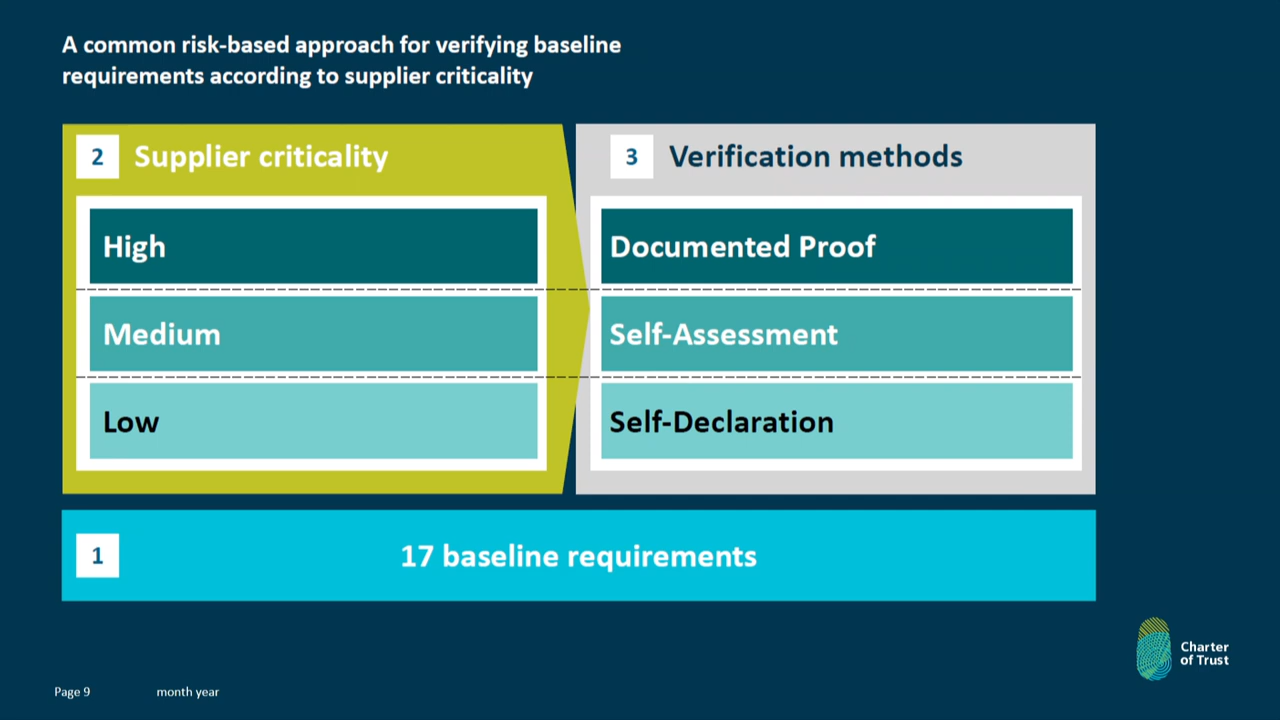 A common risk-based approach for verifying baseline
requirements according to supplier criticality
2 Supplier criticality
High
Medium
Low
3 Verification methods
Documented Proof
Self-Assessment
Self-Declaration
1 17 baseline requirements
Charter
of Trust
Page 9 month year